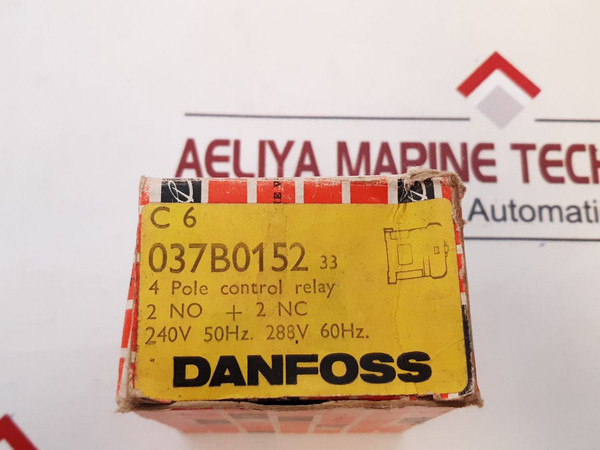 AELIYA MARINE TECH
Automation
C 6
037B0152 33
4 Pole control relay
2 NO + 2 NC
240V 50Hz. 288V 60Hz.
DANFOSS